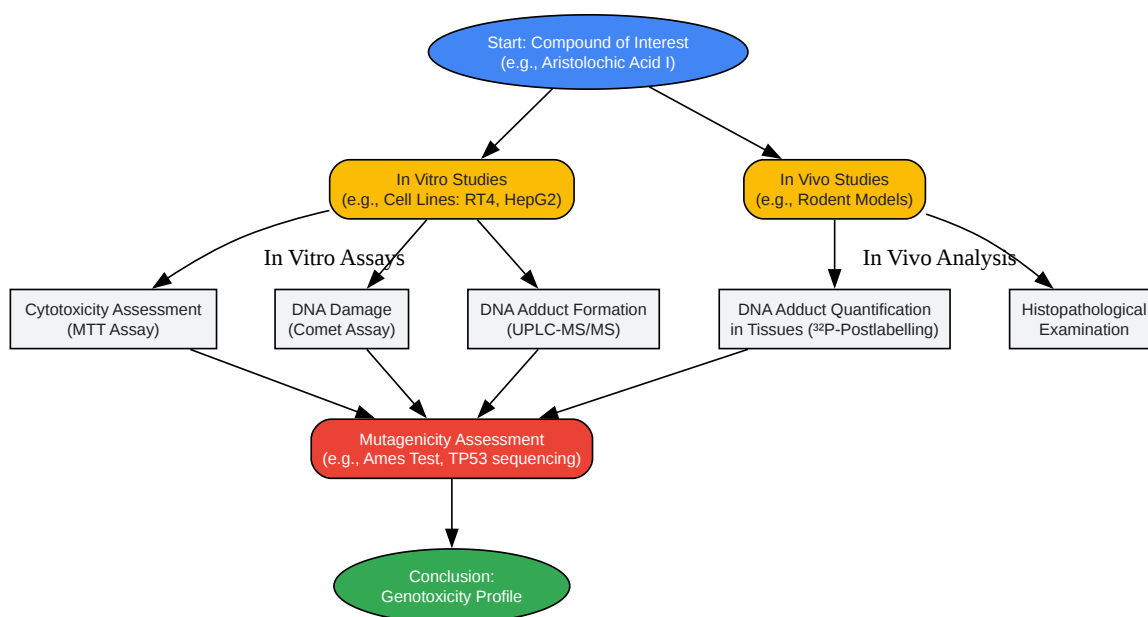 Start: Compound of Interest
(e.g., Aristolochic Acid I)
In Vitro Studies
(e.g., Cell Lines: RT4, HepG2)
In Vivo Studies
(e.g., Rodent Models)
In Vitro Assays
In Vivo Analysis
Cytotoxicity Assessment
(MTT Assay)
DNA Damage
(Comet Assay)
DNA Adduct Formation
(UPLC-MS/MS)
DNA Adduct Quantification
in Tissues (³²P-Postlabelling)
Histopathological
Examination
Mutagenicity Assessment
(e.g., Ames Test, TP53 sequencing)
Conclusion:
Genotoxicity Profile